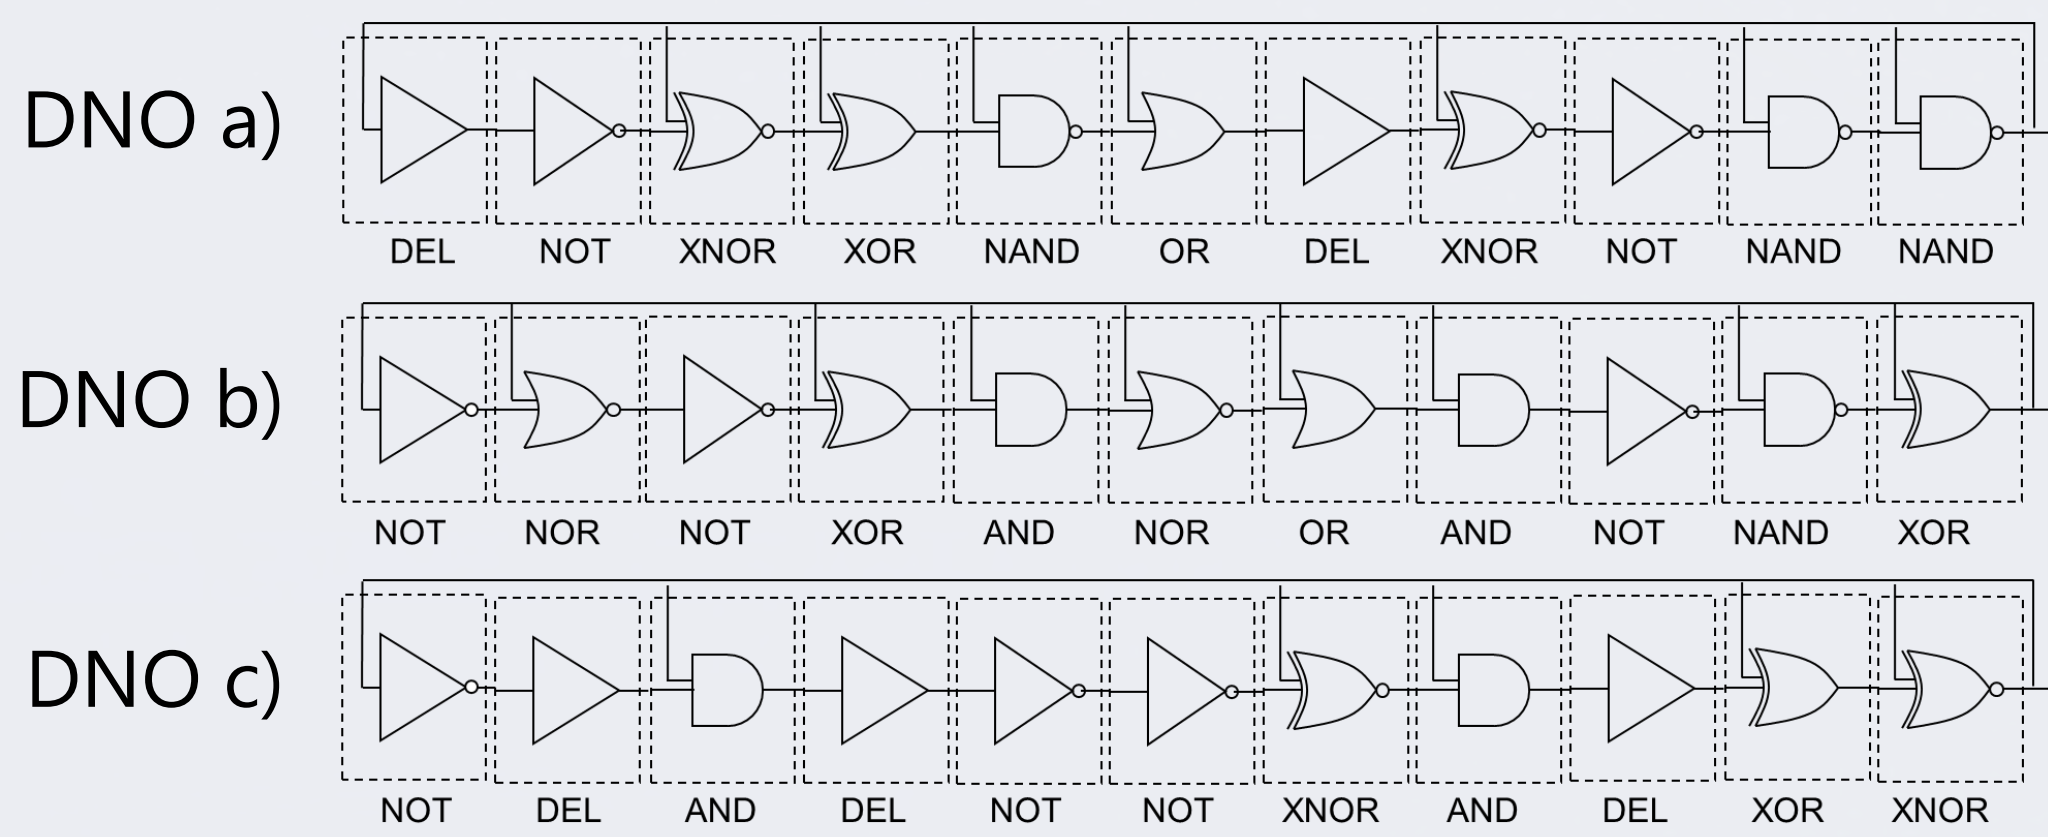 DNO a)
DEL NOT XNOR XOR NAND OR DEL XNOR NOT NAND NAND
DNO b)
NOT NOR NOT XOR AND NOR OR AND NOT NAND XOR
DNO c)
NOT DEL AND DEL NOT NOT XNOR AND DEL XOR XNOR